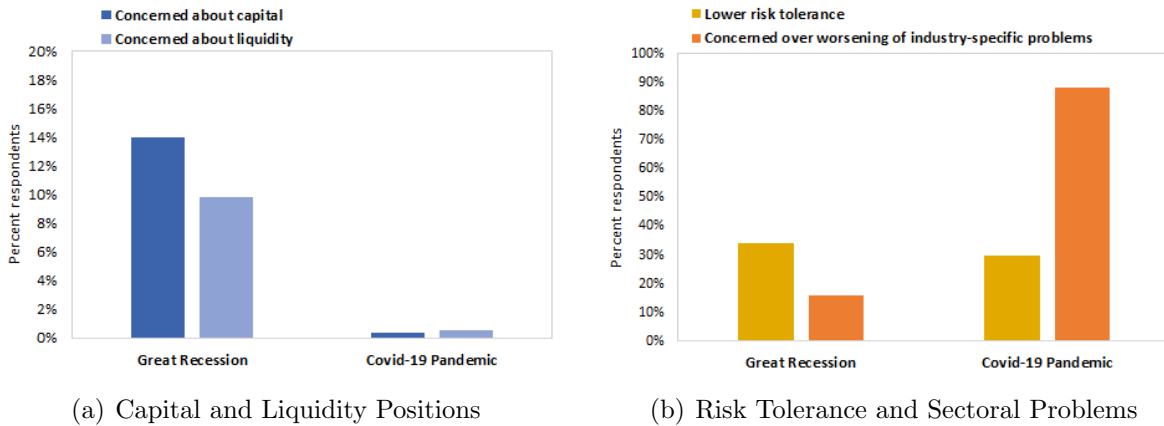 Concerned about capital
Concerned about liquidity
20%
18%
16%
14%
12%
10%
8%
6%
4%
2%
0%
Percent respondents
Great Recession
Covid-19 Pandemic
(a) Capital and Liquidity Positions
Lower risk tolerance
Concerned over worsening of industry-specific problems
100%
90%
80%
70%
60%
50%
40%
30%
20%
10%
0%
Percent respondents
Great Recession
Covid-19 Pandemic
(b) Risk Tolerance and Sectoral Problems